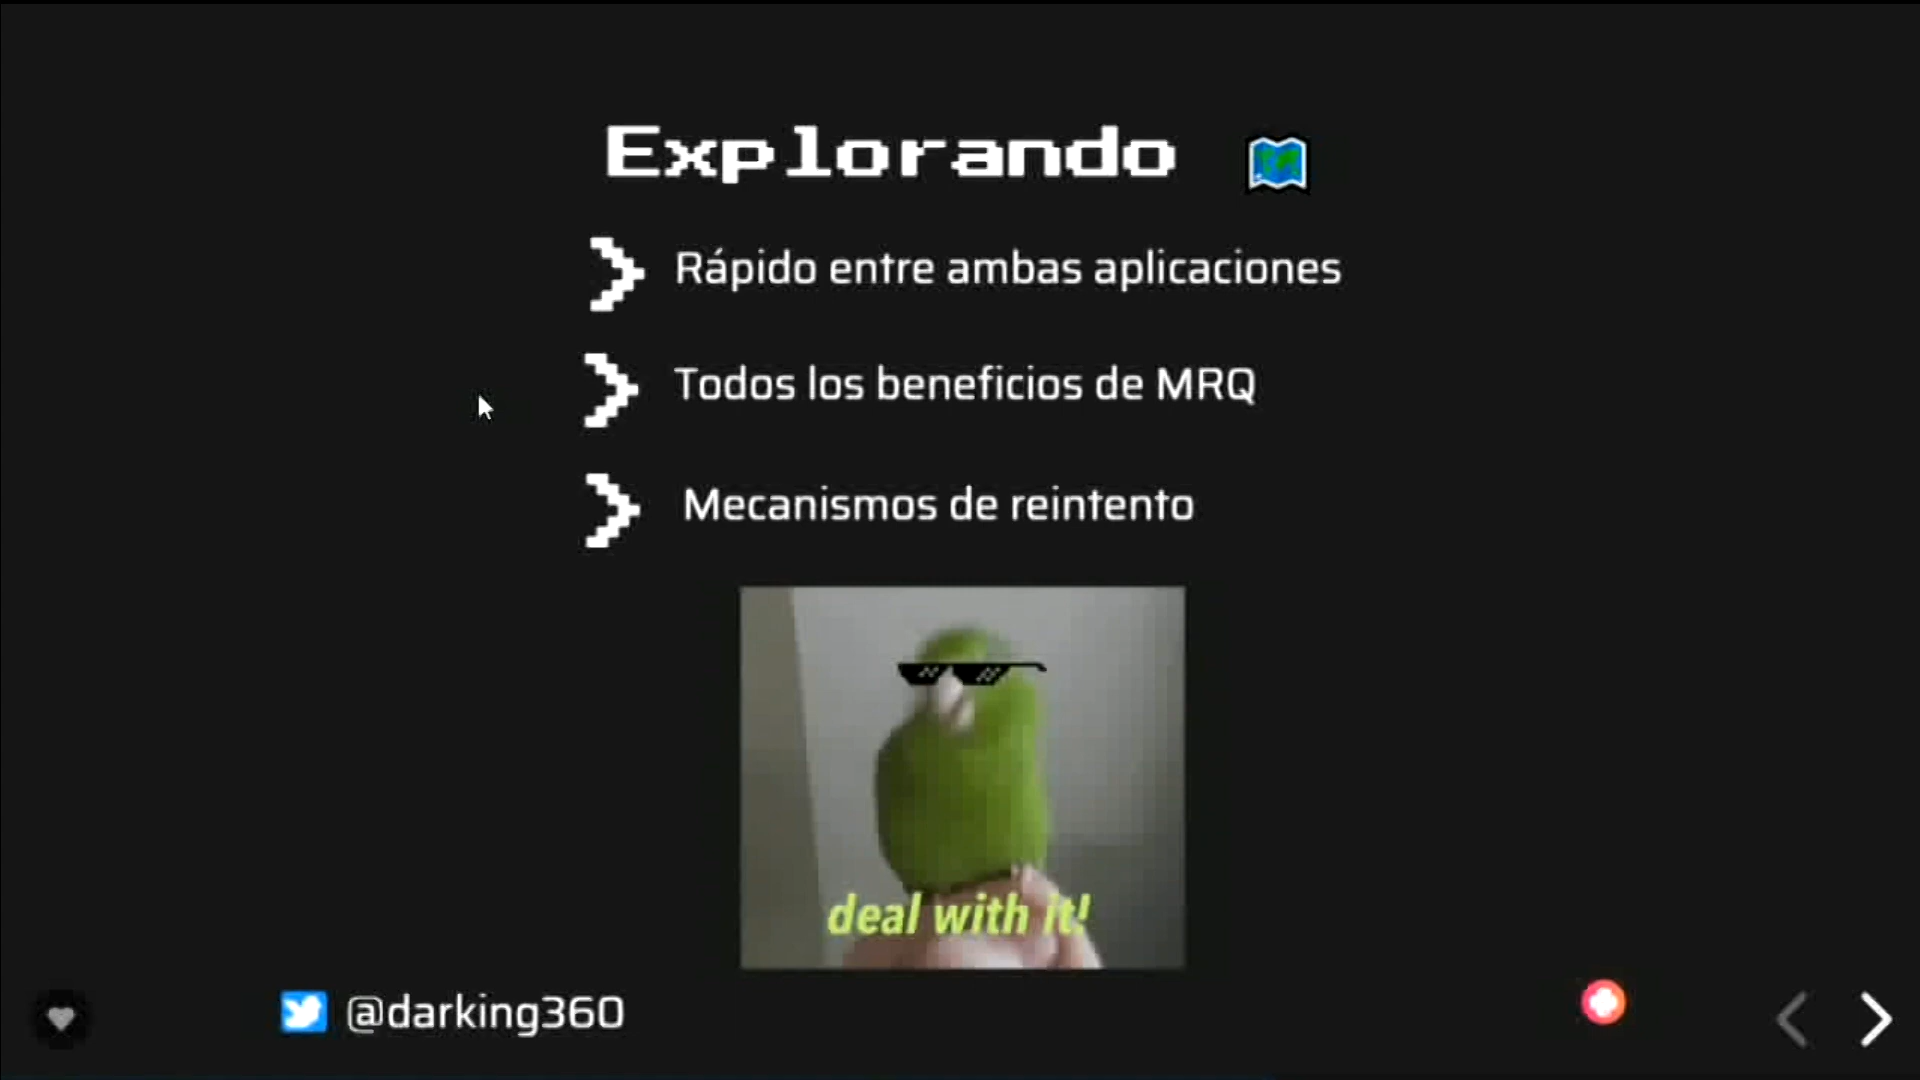 Explorando
Rápido entre ambas aplicaciones
Todos los beneficios de MRQ
Mecanismos de reintento
deal with it!
@darking360